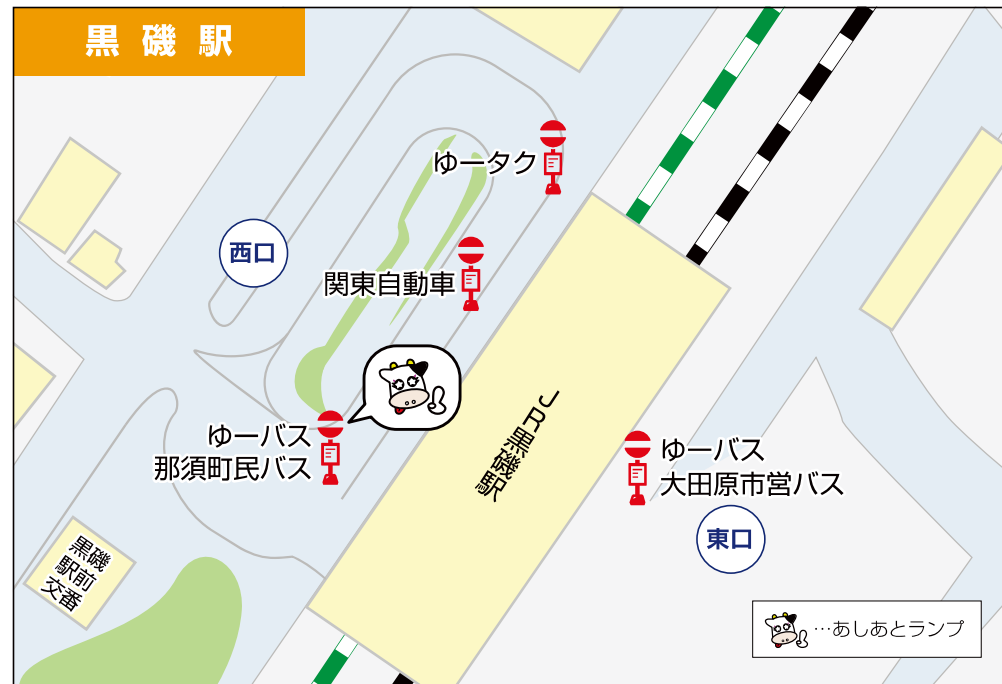 黒磯駅
ゆータク
西口
関東自動車
ゆーバス
那須町民バス
JR黒磯駅
ゆーバス
大田原市営バス
東口
黒磯
駅前
交番
…あしあとランプ